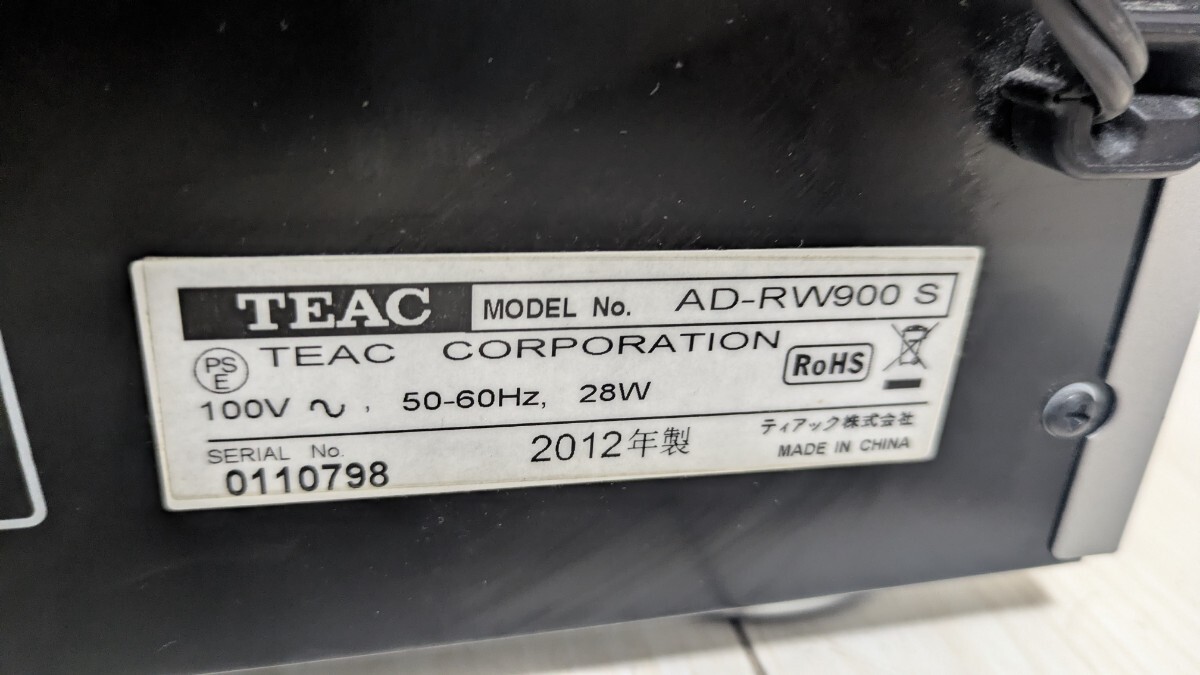 TEAC MODEL No. AD-RW900 S
PSE TEAC CORPORATION RoHS
100V ~, 50-60Hz, 28W
SERIAL No. 2012年製 ティアック株式会社
0110798 MADE IN CHINA